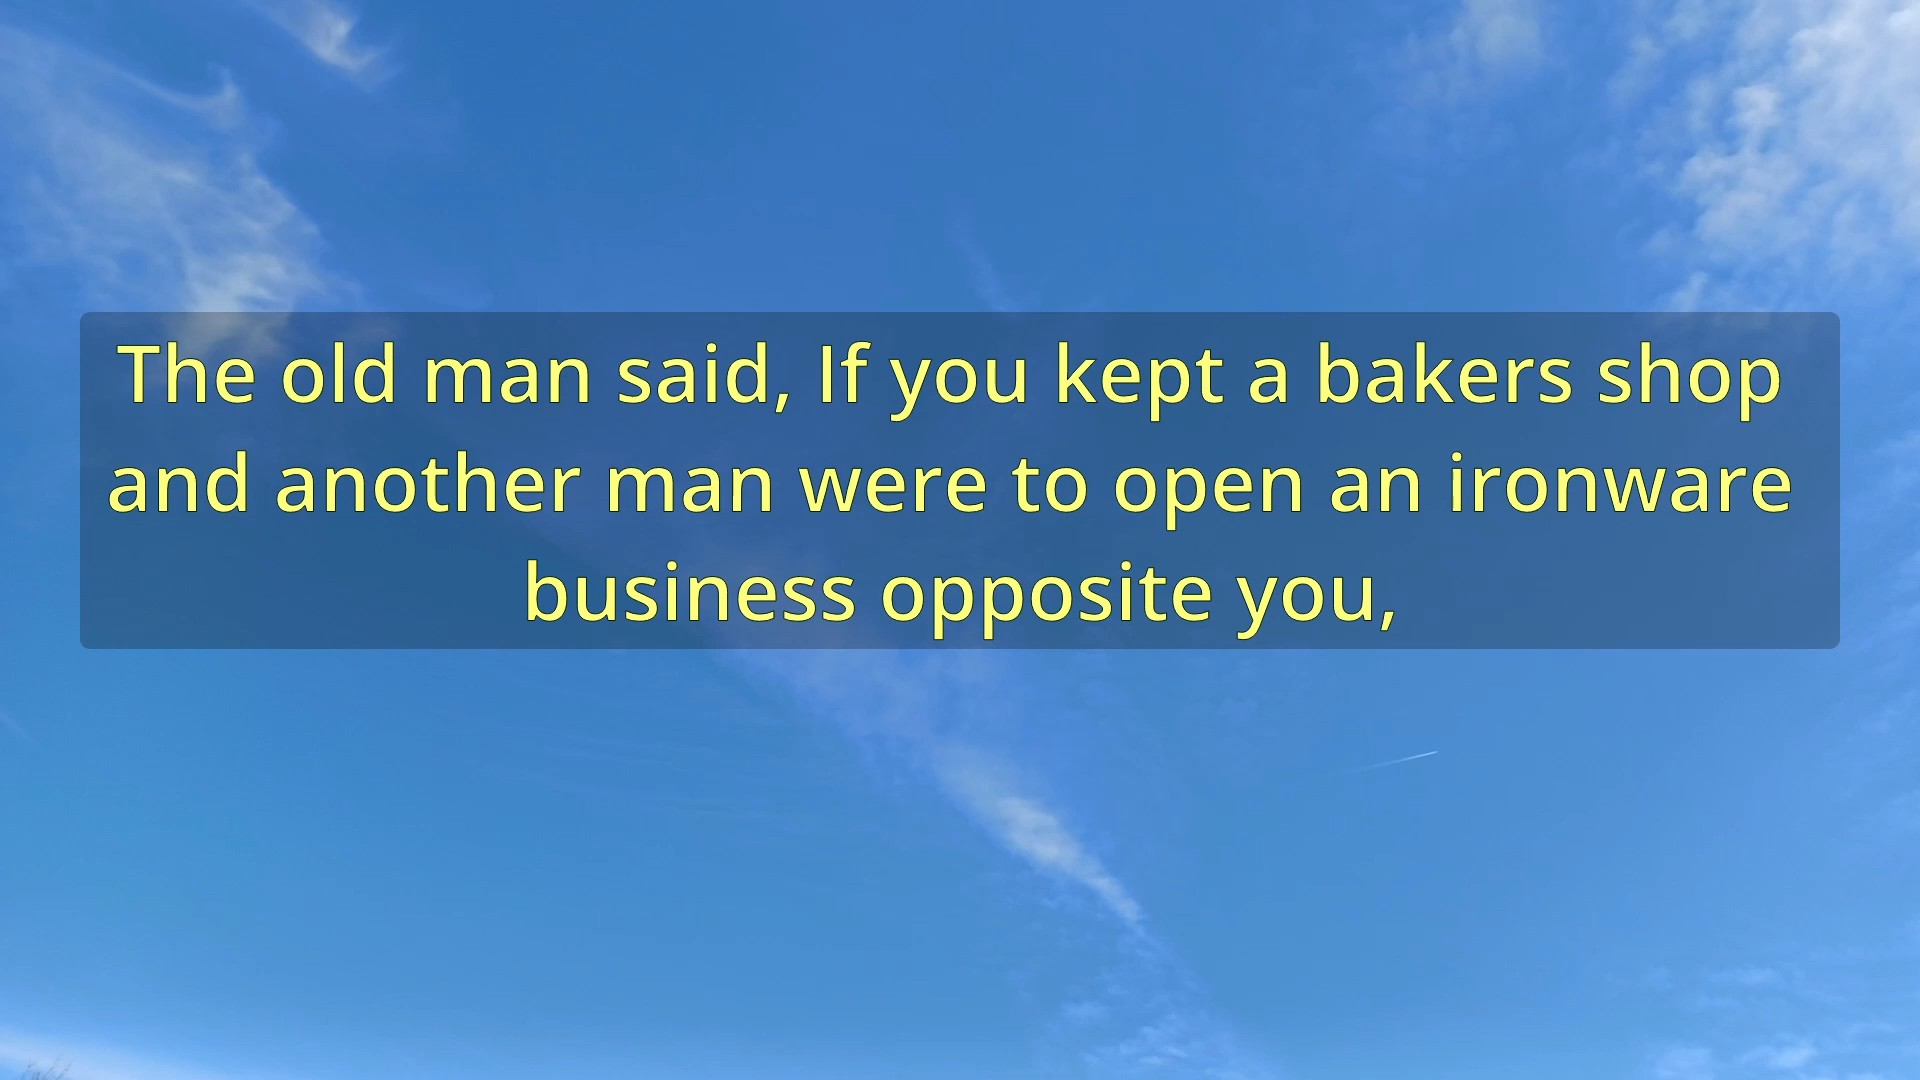 The old man said, If you kept a bakers shop
and another man were to open an ironware
business opposite you,